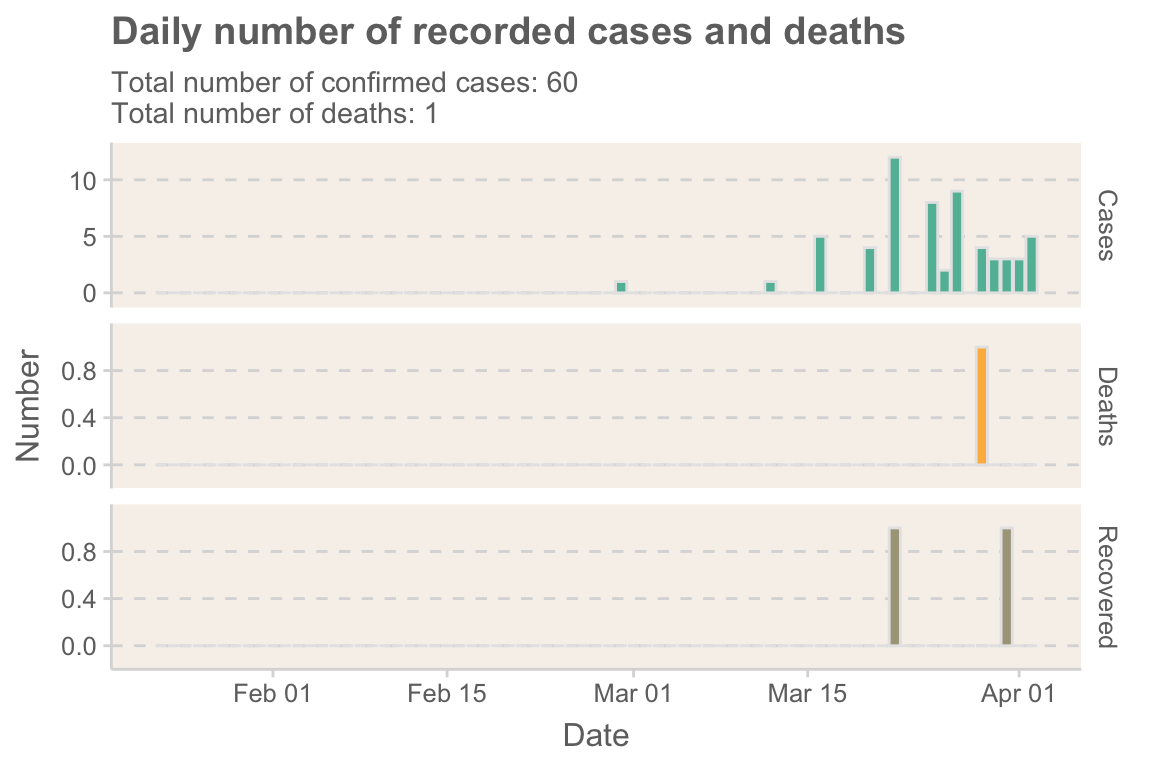 Daily number of recorded cases and deaths
Total number of confirmed cases: 60
Total number of deaths: 1
10
5
0
Cases
Number
0.8
0.4
0.0
Deaths
0.8
0.4
0.0
Recovered
Feb 01
Feb 15
Mar 01
Mar 15
Apr 01
Date